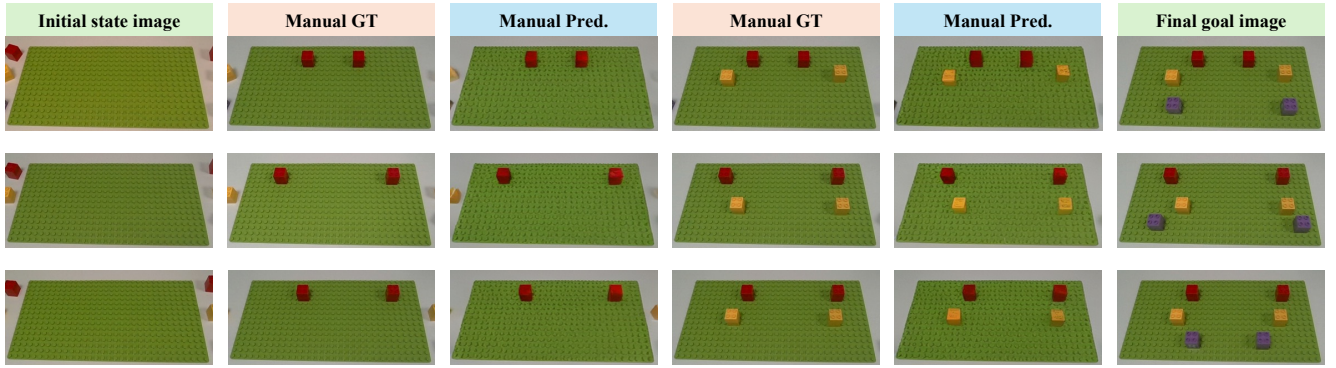 Initial state image
Manual GT
Manual Pred.
Manual GT
Manual Pred.
Final goal image